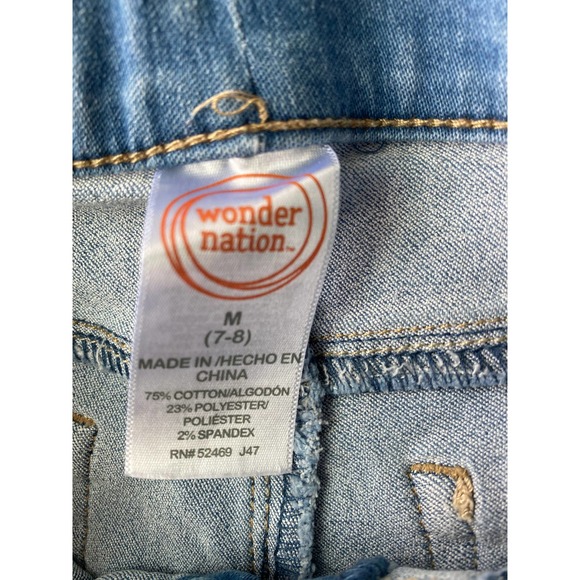 wonder
nation™
M
(7-8)
MADE IN /HECHO EN
CHINA
75% COTTON/ALGODÓN
23% POLYESTER/
POLIÉSTER
2% SPANDEX
RN# 52469 J47